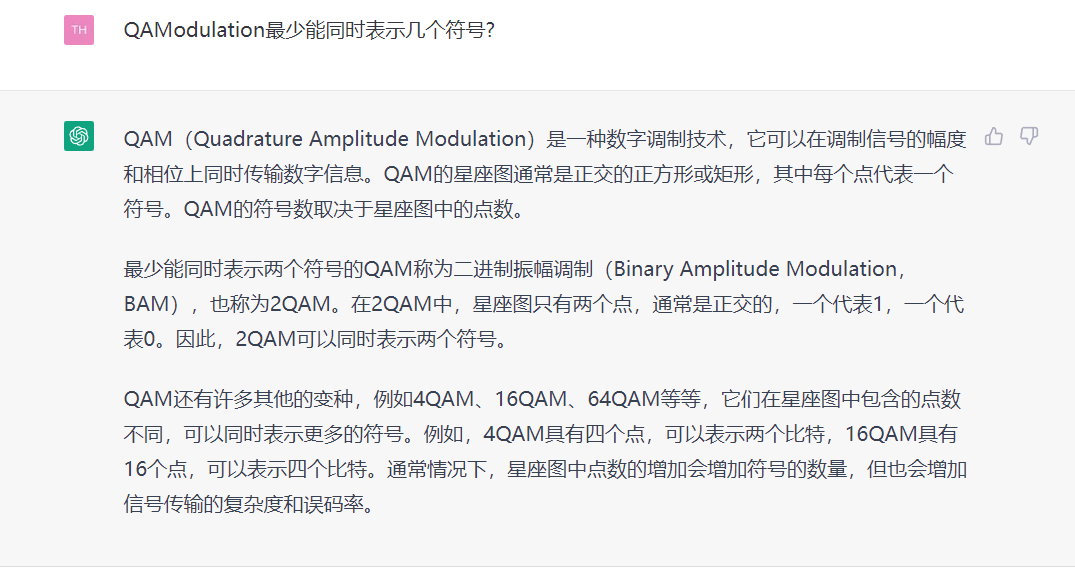 TH
QAModulation最少能同时表示几个符号?
QAM（Quadrature Amplitude Modulation）是一种数字调制技术，它可以在调制信号的幅度
和相位上同时传输数字信息。QAM的星座图通常是正交的正方形或矩形，其中每个点代表一个
符号。QAM的符号数取决于星座图中的点数。
最少能同时表示两个符号的QAM称为二进制振幅调制（Binary Amplitude Modulation，
BAM），也称为2QAM。在2QAM中，星座图只有两个点，通常是正交的，一个代表1，一个代
表0。因此，2QAM可以同时表示两个符号。
QAM还有许多其他的变种，例如4QAM、16QAM、64QAM等等，它们在星座图中包含的点数
不同，可以同时表示更多的符号。例如，4QAM具有四个点，可以表示两个比特，16QAM具有
16个点，可以表示四个比特。通常情况下，星座图中点数的增加会增加符号的数量，但也会增加
信号传输的复杂度和误码率。